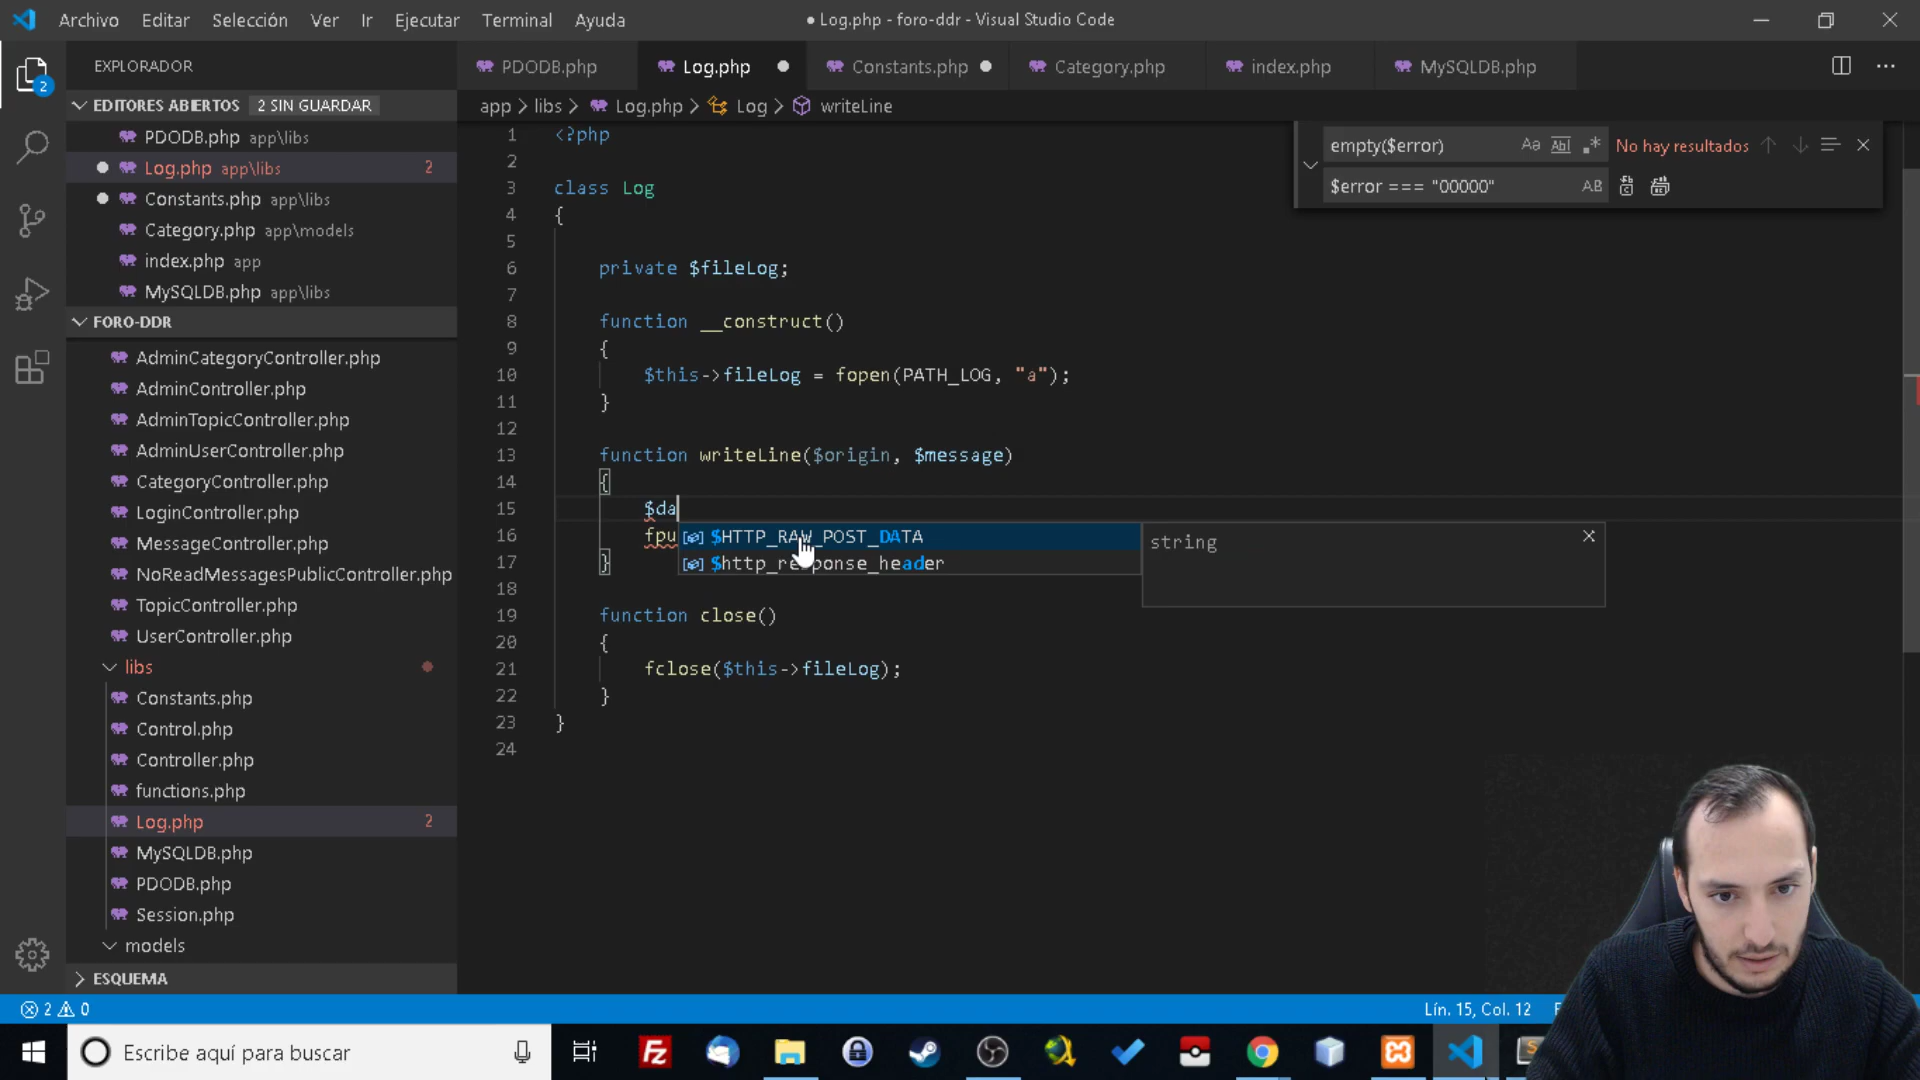 Archivo Editar Selección Ver Ir Ejecutar Terminal Ayuda
● Log.php - foro-ddr - Visual Studio Code
EXPLORADOR
PDODB.php
Log.php
Constants.php
Category.php
index.php
MySQLDB.php
2
EDITORES ABIERTOS 2 SIN GUARDAR
app > libs > Log.php > Log > writeLine
PDODB.php app\libs
Log.php app\libs 2
Constants.php app\libs
Category.php app\models
index.php app
MySQLDB.php app\libs
FORO-DDR
AdminCategoryController.php
AdminController.php
AdminTopicController.php
AdminUserController.php
CategoryController.php
LoginController.php
MessageController.php
NoReadMessagesPublicController.php
TopicController.php
UserController.php
libs
Constants.php
Control.php
Controller.php
functions.php
Log.php 2
MySQLDB.php
PDODB.php
Session.php
models
ESQUEMA
empty($error) Aa Abl .* No hay resultados
$error === "00000" AB
1 <?php
2
3 class Log
4 {
5
6 private $fileLog;
7
8 function __construct()
9 {
10 $this->fileLog = fopen(PATH_LOG, "a");
11 }
12
13 function writeLine($origin, $message)
14 {
15 $da
16 fpu
17 }
18
19 function close()
20 {
21 fclose($this->fileLog);
22 }
23 }
24
$HTTP_RAW_POST_DATA
$http_response_header
string
2 0
Lín. 15, Col. 12
Escribe aquí para buscar